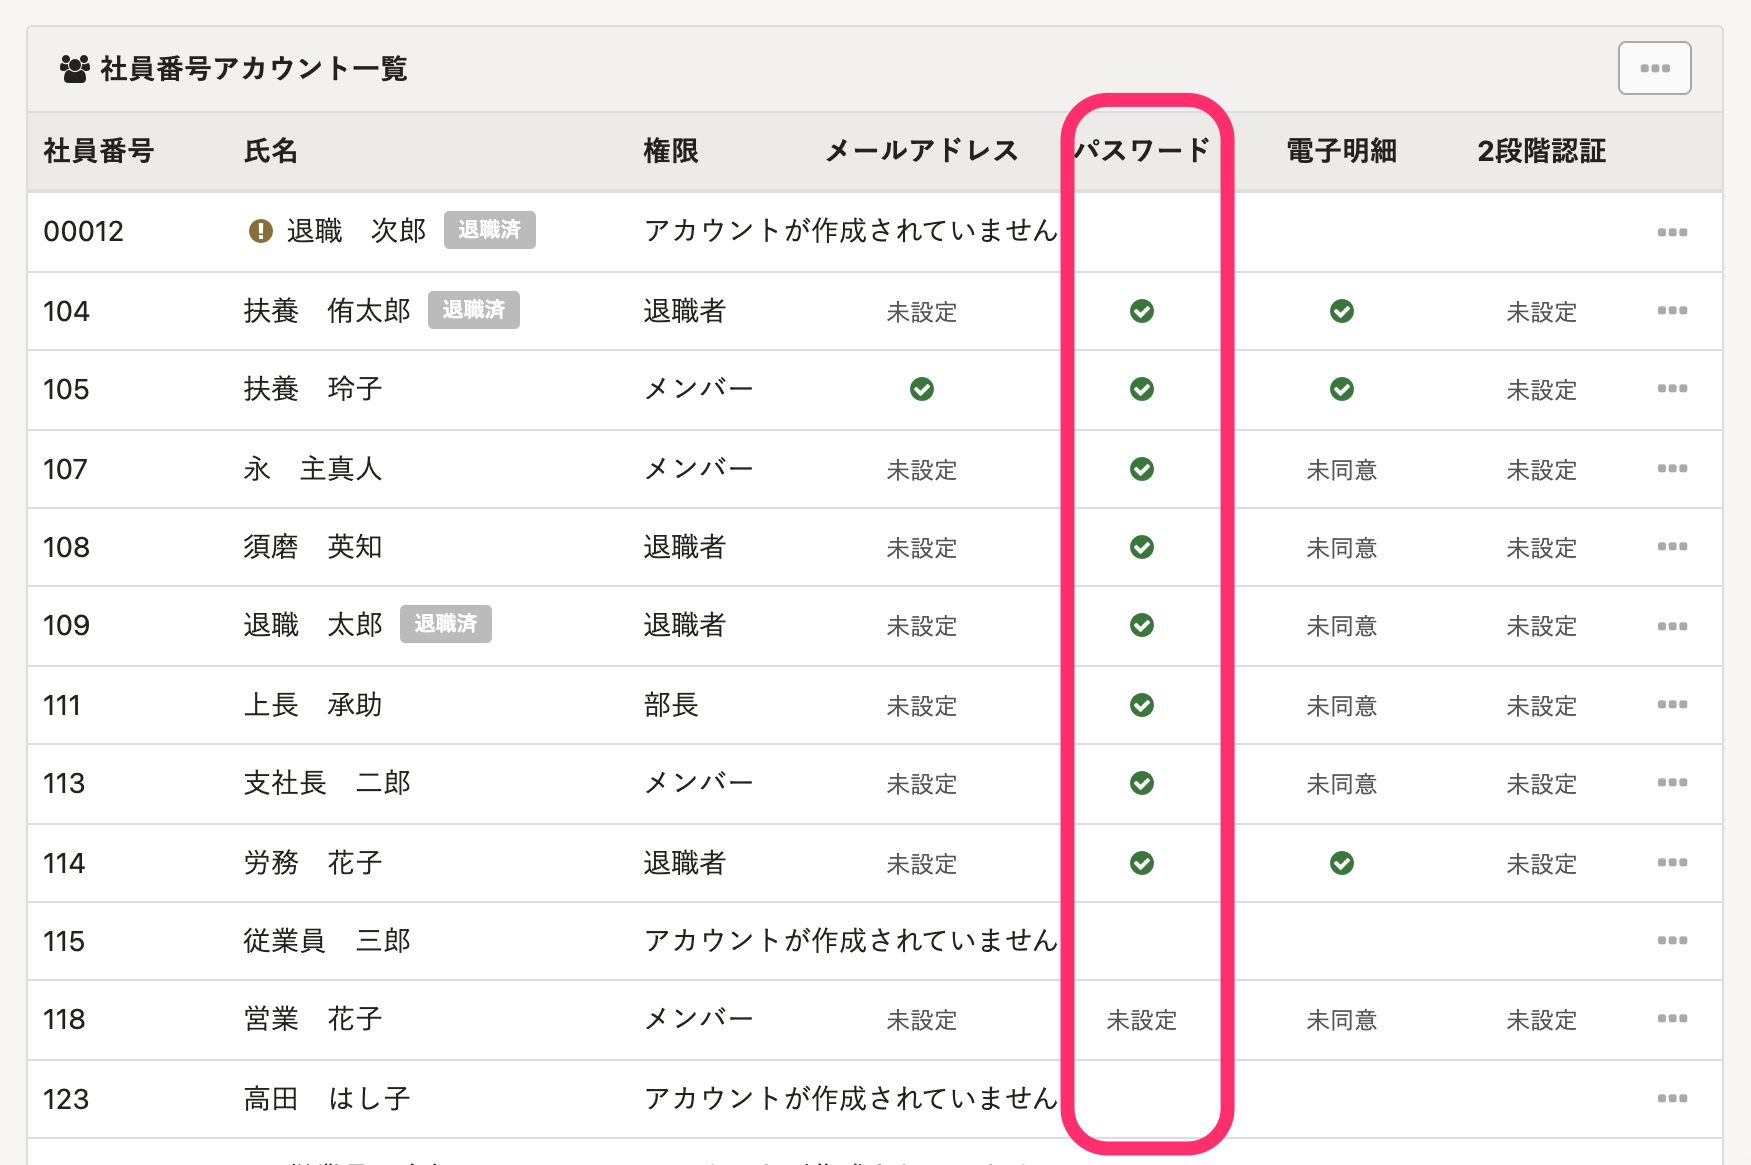 社員番号アカウント一覧
社員番号 氏名 権限 メールアドレス パスワード 電子明細 2段階認証
00012 退職　次郎 退職済 アカウントが作成されていません
104 扶養　侑太郎 退職済 退職者 未設定 未設定
105 扶養　玲子 メンバー 未設定
107 永　主真人 メンバー 未設定 未同意 未設定
108 須磨　英知 退職者 未設定 未同意 未設定
109 退職　太郎 退職済 退職者 未設定 未同意 未設定
111 上長　承助 部長 未設定 未同意 未設定
113 支社長　二郎 メンバー 未設定 未同意 未設定
114 労務　花子 退職者 未設定 未設定
115 従業員　三郎 アカウントが作成されていません
118 営業　花子 メンバー 未設定 未設定 未同意 未設定
123 高田　はし子 アカウントが作成されていません